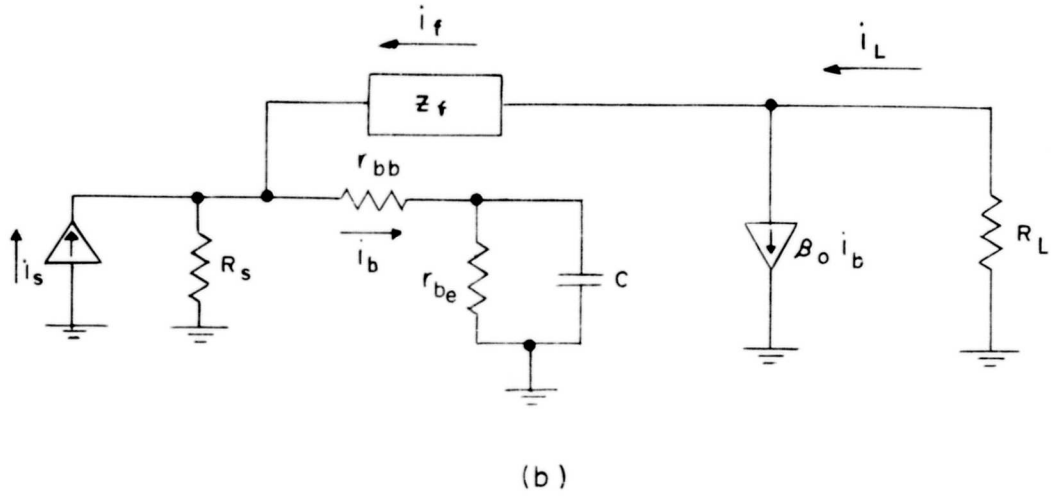 i_f
i_L
Z_f
r_bb
i_s
R_s
i_b
r_be
C
β_o i_b
R_L
(b)